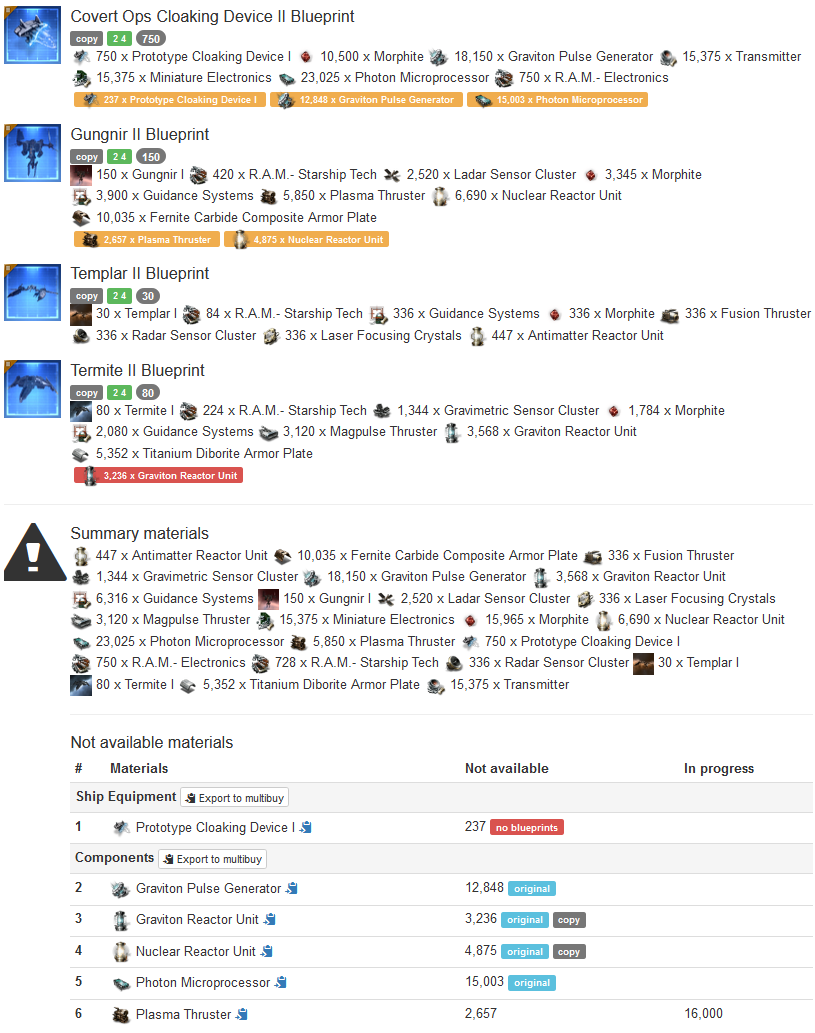 Covert Ops Cloaking Device II Blueprint
copy 2 4 750
750 x Prototype Cloaking Device I 10,500 x Morphite 18,150 x Graviton Pulse Generator 15,375 x Transmitter
15,375 x Miniature Electronics 23,025 x Photon Microprocessor 750 x R.A.M.- Electronics
237 x Prototype Cloaking Device I 12,848 x Graviton Pulse Generator 15,003 x Photon Microprocessor
Gungnir II Blueprint
copy 2 4 150
150 x Gungnir I 420 x R.A.M.- Starship Tech 2,520 x Ladar Sensor Cluster 3,345 x Morphite
3,900 x Guidance Systems 5,850 x Plasma Thruster 6,690 x Nuclear Reactor Unit
10,035 x Fernite Carbide Composite Armor Plate
2,657 x Plasma Thruster 4,875 x Nuclear Reactor Unit
Templar II Blueprint
copy 2 4 30
30 x Templar I 84 x R.A.M.- Starship Tech 336 x Guidance Systems 336 x Morphite 336 x Fusion Thruster
336 x Radar Sensor Cluster 336 x Laser Focusing Crystals 447 x Antimatter Reactor Unit
Termite II Blueprint
copy 2 4 80
80 x Termite I 224 x R.A.M.- Starship Tech 1,344 x Gravimetric Sensor Cluster 1,784 x Morphite
2,080 x Guidance Systems 3,120 x Magpulse Thruster 3,568 x Graviton Reactor Unit
5,352 x Titanium Diborite Armor Plate
3,236 x Graviton Reactor Unit
Summary materials
447 x Antimatter Reactor Unit 10,035 x Fernite Carbide Composite Armor Plate 336 x Fusion Thruster
1,344 x Gravimetric Sensor Cluster 18,150 x Graviton Pulse Generator 3,568 x Graviton Reactor Unit
6,316 x Guidance Systems 150 x Gungnir I 2,520 x Ladar Sensor Cluster 336 x Laser Focusing Crystals
3,120 x Magpulse Thruster 15,375 x Miniature Electronics 15,965 x Morphite 6,690 x Nuclear Reactor Unit
23,025 x Photon Microprocessor 5,850 x Plasma Thruster 750 x Prototype Cloaking Device I
750 x R.A.M.- Electronics 728 x R.A.M.- Starship Tech 336 x Radar Sensor Cluster 30 x Templar I
80 x Termite I 5,352 x Titanium Diborite Armor Plate 15,375 x Transmitter
Not available materials
# Materials Not available In progress
Ship Equipment Export to multibuy
1 Prototype Cloaking Device I 237 no blueprints
Components Export to multibuy
2 Graviton Pulse Generator 12,848 original
3 Graviton Reactor Unit 3,236 original copy
4 Nuclear Reactor Unit 4,875 original copy
5 Photon Microprocessor 15,003 original
6 Plasma Thruster 2,657 16,000